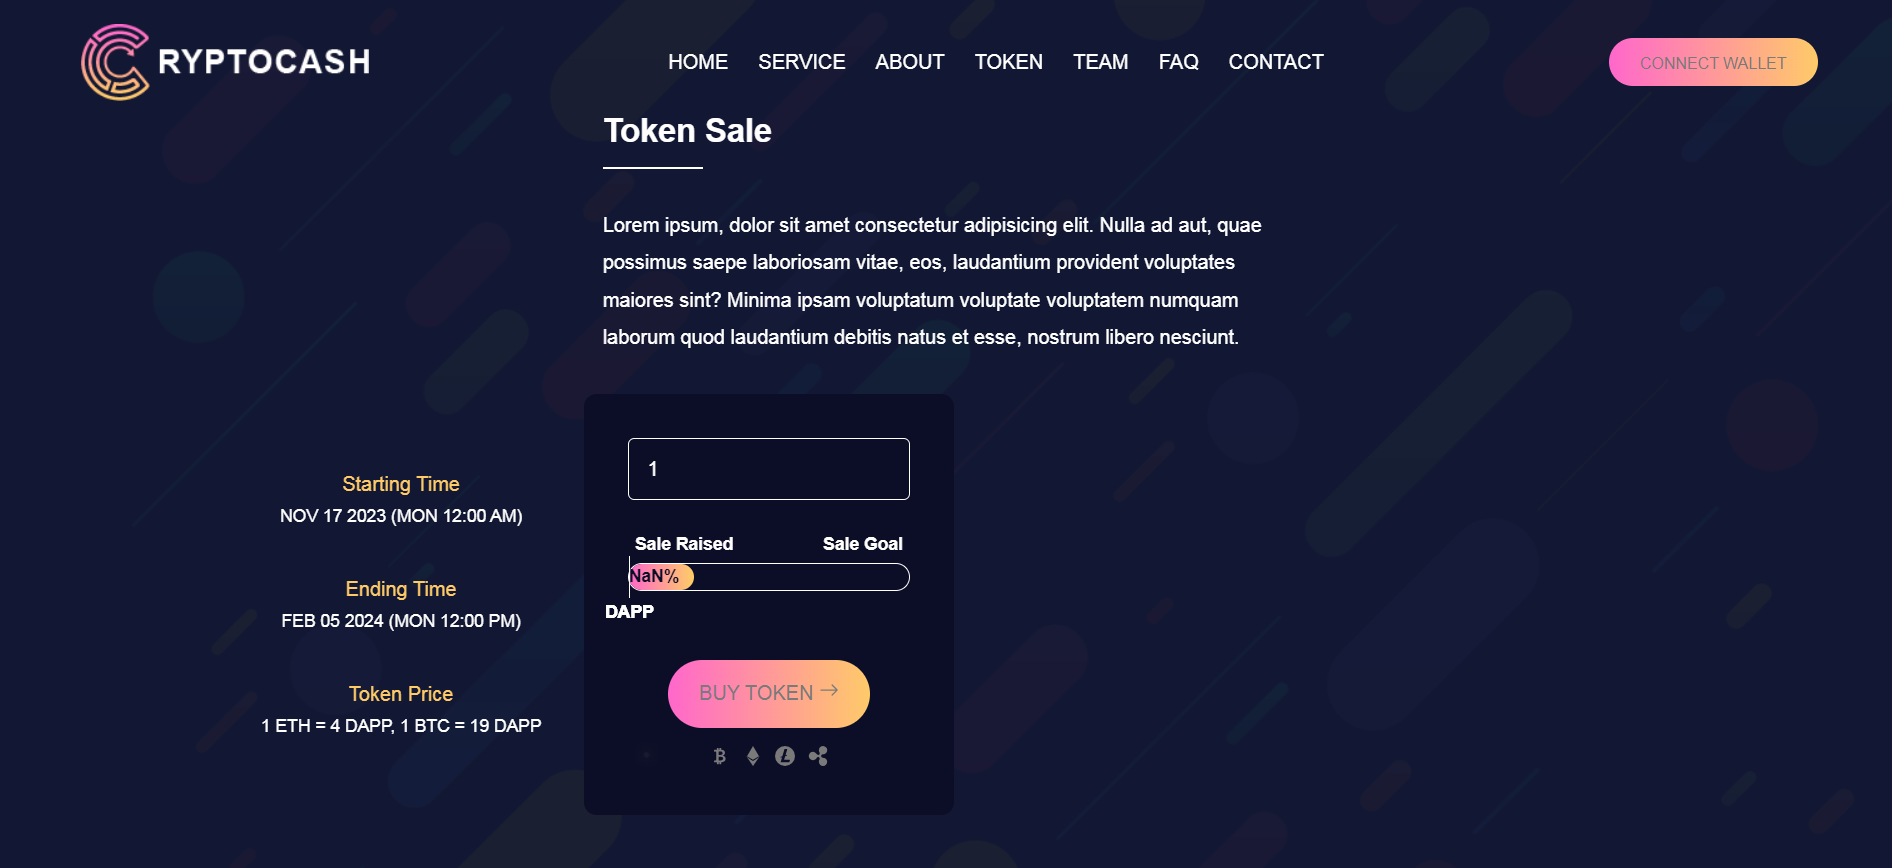 CRYPTOCASH
HOME SERVICE ABOUT TOKEN TEAM FAQ CONTACT
CONNECT WALLET
Token Sale
Lorem ipsum, dolor sit amet consectetur adipisicing elit. Nulla ad aut, quae
possimus saepe laboriosam vitae, eos, laudantium provident voluptates
maiores sint? Minima ipsam voluptatum voluptate voluptatem numquam
laborum quod laudantium debitis natus et esse, nostrum libero nesciunt.
Starting Time
NOV 17 2023 (MON 12:00 AM)
Ending Time
FEB 05 2024 (MON 12:00 PM)
Token Price
1 ETH = 4 DAPP, 1 BTC = 19 DAPP
1
Sale Raised Sale Goal
NaN%
DAPP
BUY TOKEN →